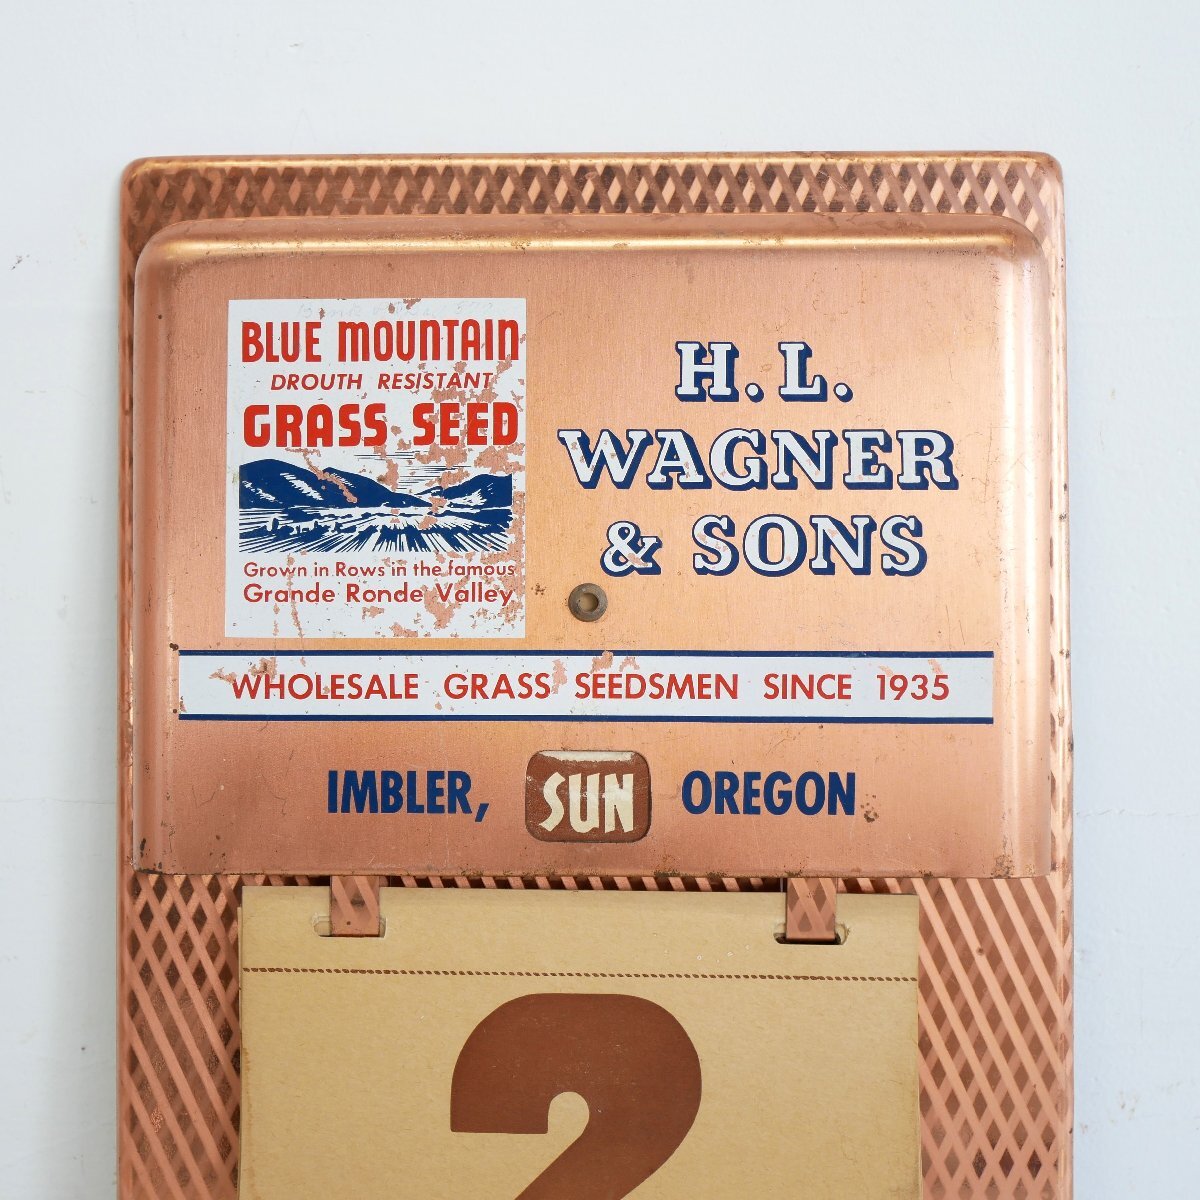 BLUE MOUNTAIN
DROUTH RESISTANT
GRASS SEED
Grown in Rows in the famous
Grande Ronde Valley
H. L.
WAGNER
& SONS
WHOLESALE GRASS SEEDSMEN SINCE 1935
IMBLER, SUN OREGON
2